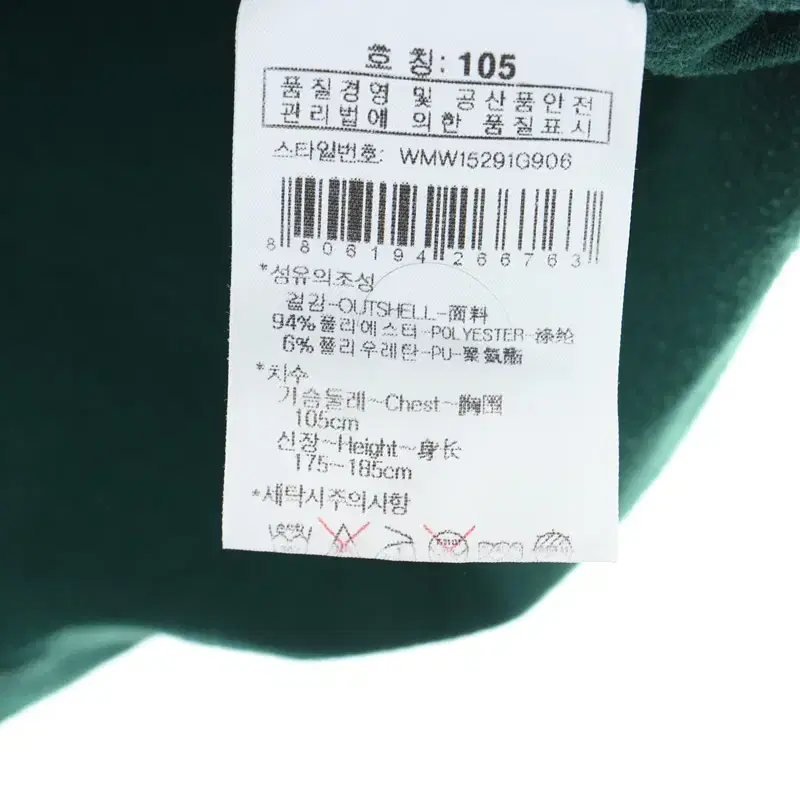 호 칭: 105
품질경영 및 공산품안전
관리법에 의한 품질표시
스타일번호: WMW15291G906
8 806194 266763
*섬유의조성
겉감-OUTSHELL-面料
94% 폴리에스터-POLYESTER-涤纶
6% 폴리우레탄-PU-聚氨酯
*치수
가슴둘레~Chest~胸围
105cm
신장~Height~身长
175~185cm
*세탁시주의사항